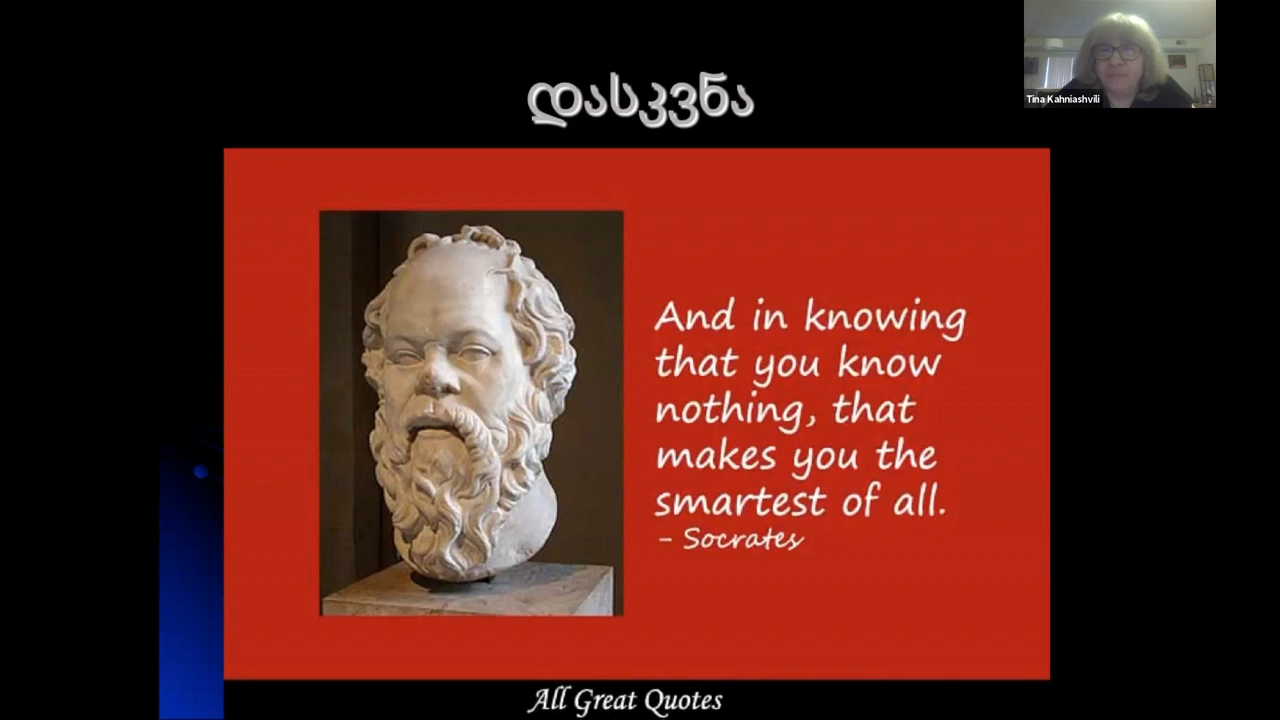 დასკვნა
Tina Kahniashvili
And in knowing
that you know
nothing, that
makes you the
smartest of all.
- Socrates
All Great Quotes